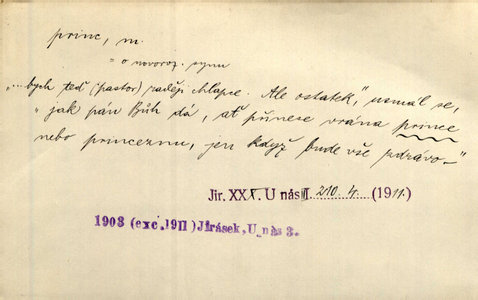 princ, m.
= o novoroz. synu
„...bych teď (pastor) raději chlapce. Ale ostatek," usmál se,
„jak pán Bůh dá, ať přinese vrána prince
nebo princeznu, jen když bude vše zdrávo–"
Jir. XXX. U nás III. 210. 4. (1911.)
1903 (exc. 1911) Jirásek, U nás 3.